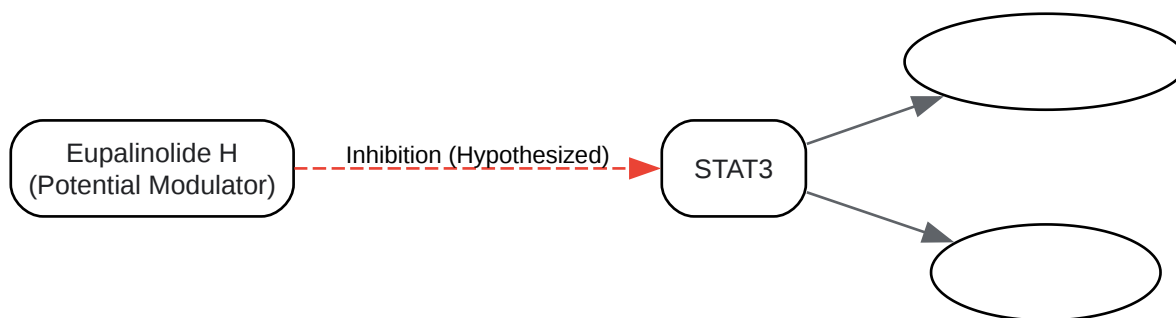 Eupalinolide H
(Potential Modulator)
Inhibition (Hypothesized)
STAT3